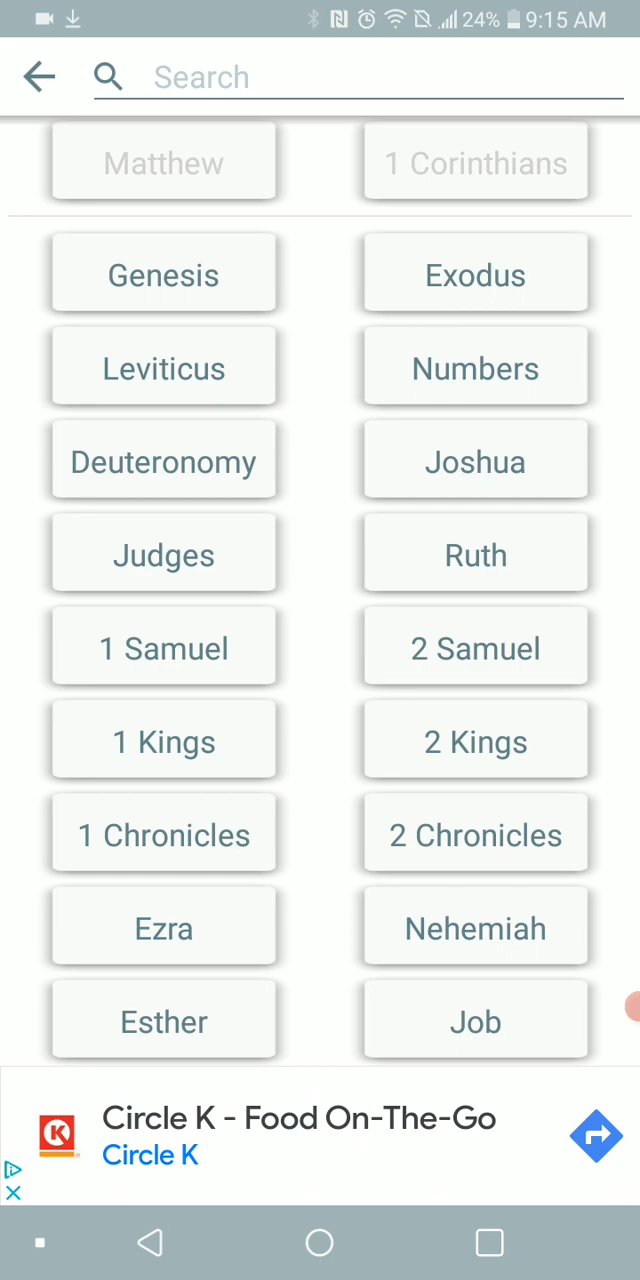 24% 9:15 AM
Search
Matthew 1 Corinthians
Genesis Exodus
Leviticus Numbers
Deuteronomy Joshua
Judges Ruth
1 Samuel 2 Samuel
1 Kings 2 Kings
1 Chronicles 2 Chronicles
Ezra Nehemiah
Esther Job
K
Circle K - Food On-The-Go
Circle K